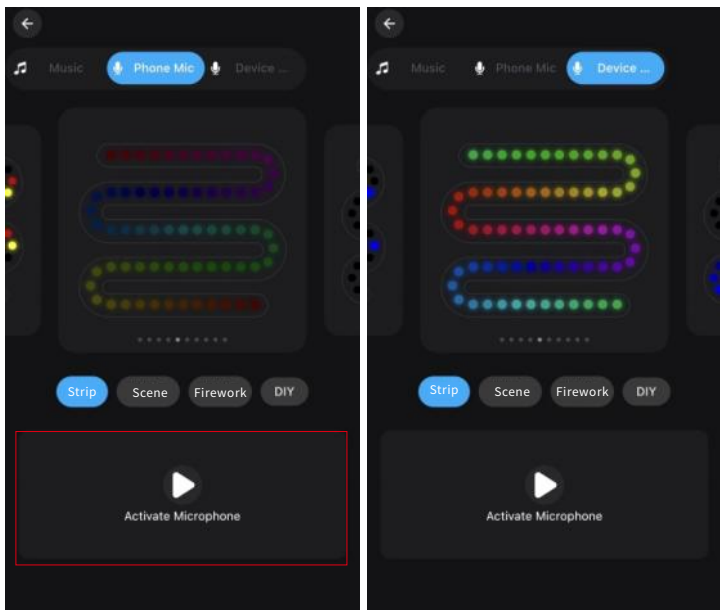 Music Phone Mic Device ...
Strip Scene Firework DIY
Activate Microphone
Music Phone Mic Device ...
Strip Scene Firework DIY
Activate Microphone